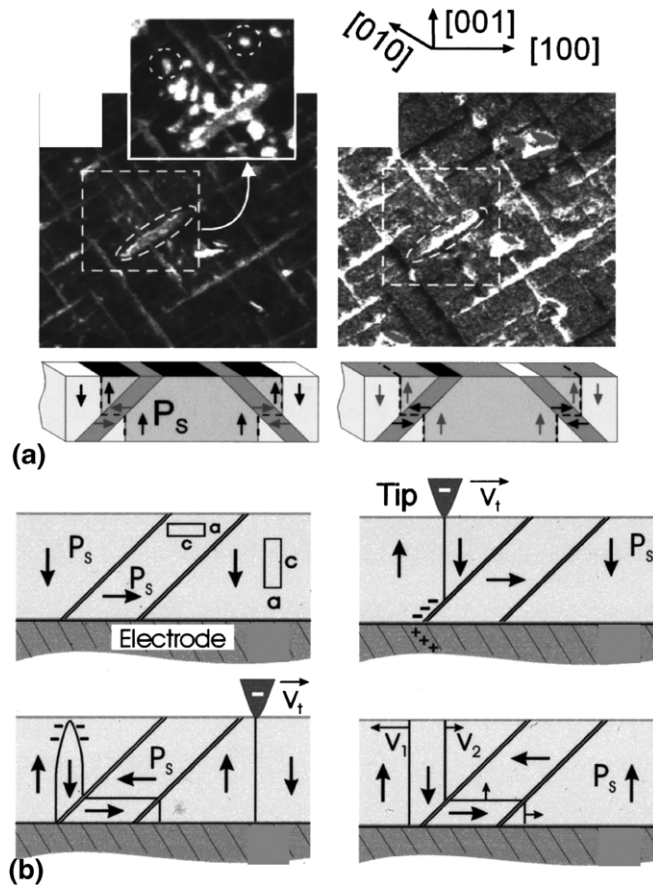 [010]
[001]
[100]
P_S
(a)
P_S
P_S
a
c
c
a
Electrode
Tip
−
V_t
P_S
− − −
+ + +
−
V_t
− −
− −
P_S
V_1
V_2
P_S
(b)